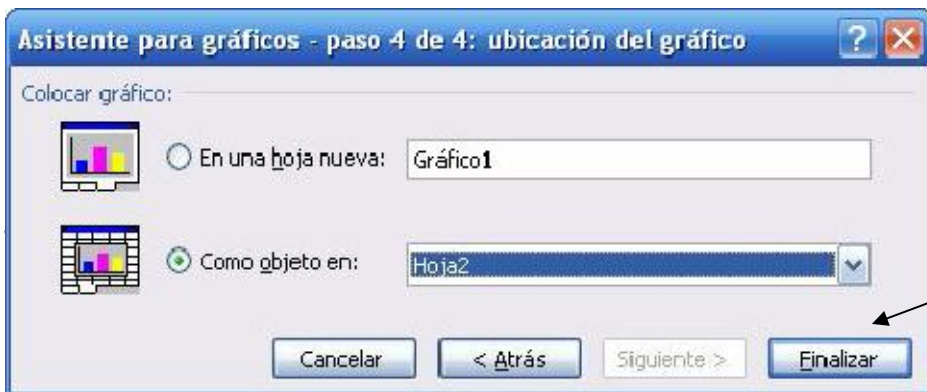 Asistente para gráficos - paso 4 de 4: ubicación del gráfico
Colocar gráfico:
En una hoja nueva: Gráfico1
Como objeto en: Hoja2
Cancelar < Atrás Siguiente > Finalizar